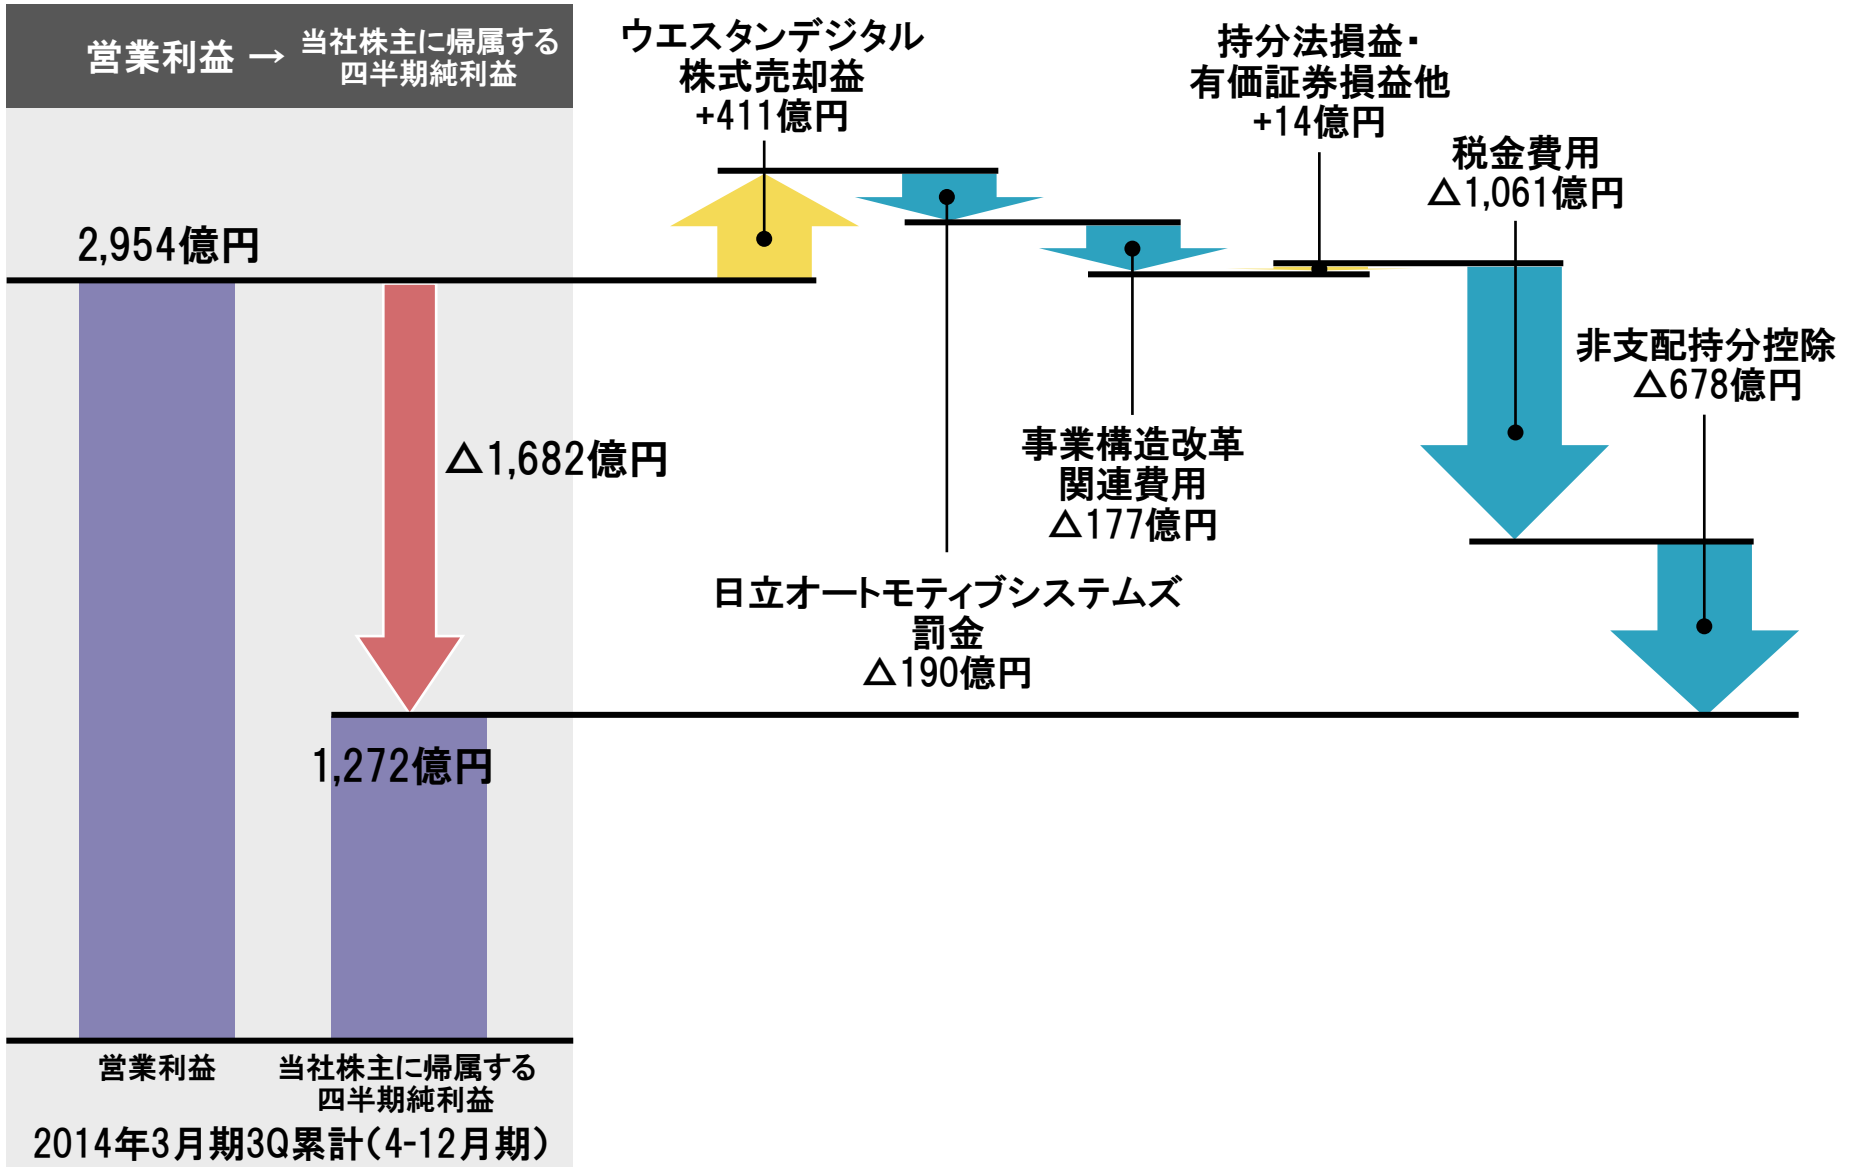 営業利益 → 当社株主に帰属する
四半期純利益
2,954億円
△1,682億円
1,272億円
営業利益
当社株主に帰属する
四半期純利益
2014年3月期3Q累計(4-12月期)
ウエスタンデジタル
株式売却益
+411億円
日立オートモティブシステムズ
罰金
△190億円
事業構造改革
関連費用
△177億円
持分法損益・
有価証券損益他
+14億円
税金費用
△1,061億円
非支配持分控除
△678億円